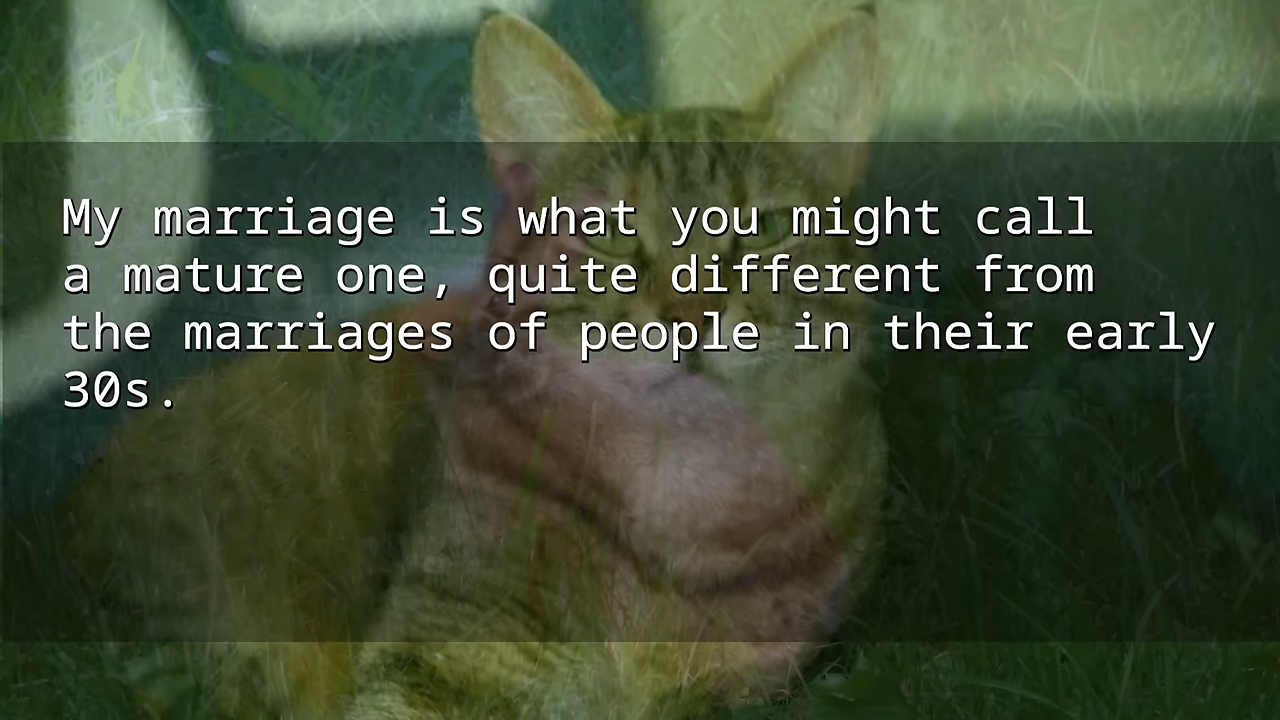 My marriage is what you might call
a mature one, quite different from
the marriages of people in their early
30s.